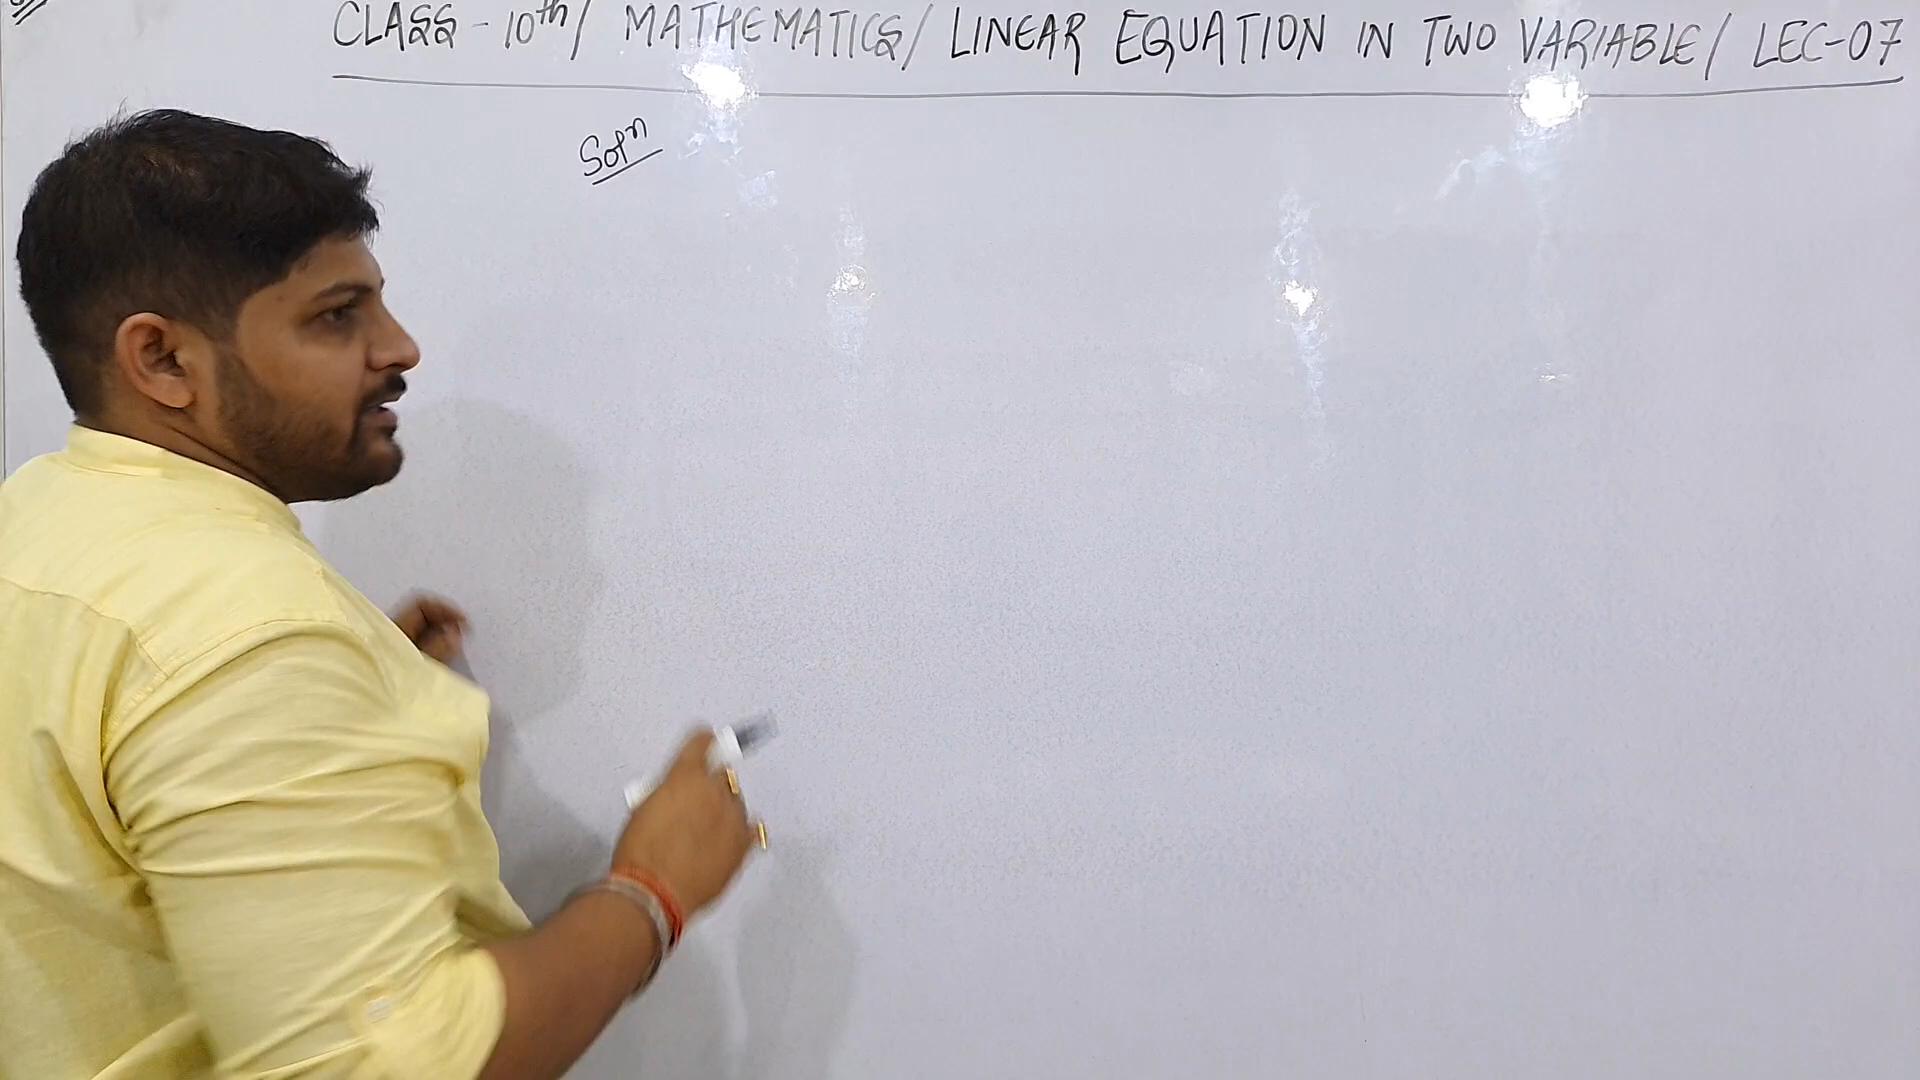 CLASS - 10th / MATHEMATICS / LINEAR EQUATION IN TWO VARIABLE / LEC-07
Soln